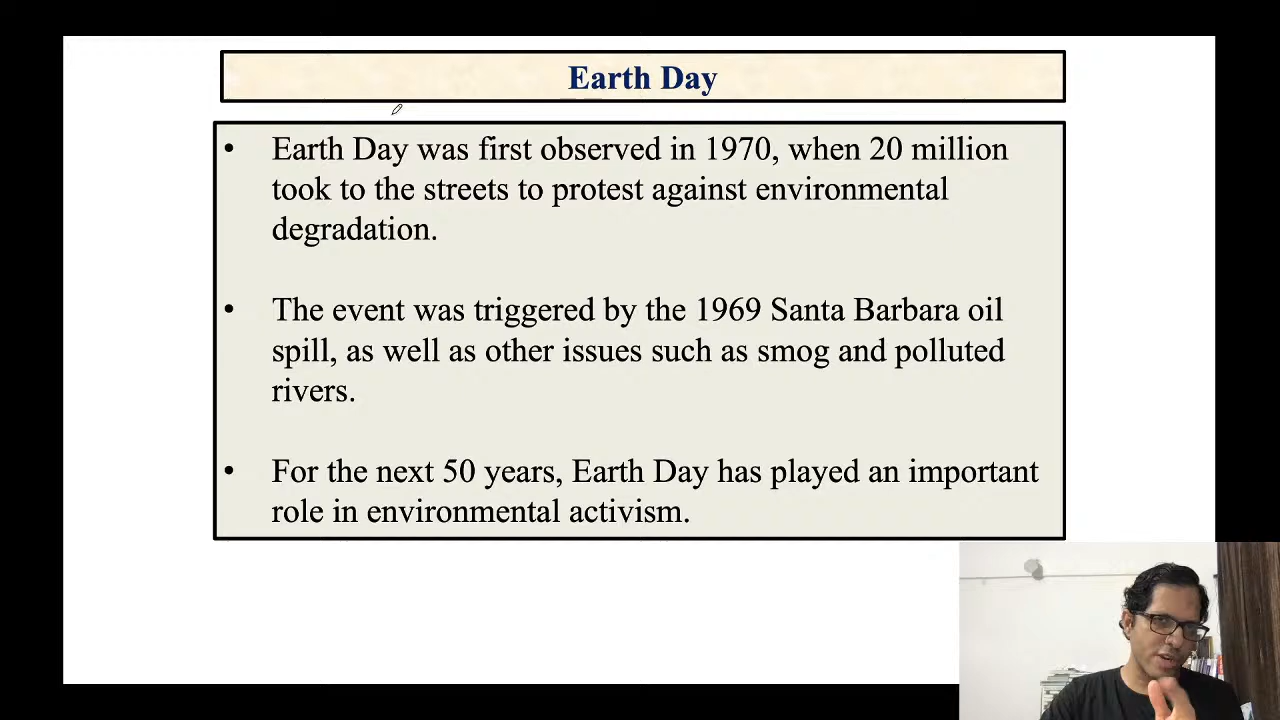 Earth Day
• Earth Day was first observed in 1970, when 20 million
took to the streets to protest against environmental
degradation.
• The event was triggered by the 1969 Santa Barbara oil
spill, as well as other issues such as smog and polluted
rivers.
• For the next 50 years, Earth Day has played an important
role in environmental activism.